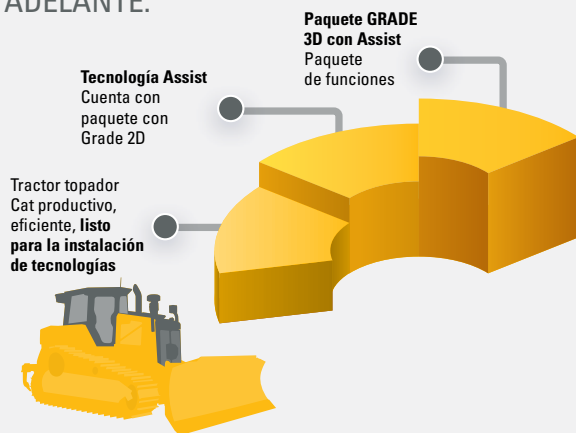 ADELANTE.
Paquete GRADE
3D con Assist
Paquete
de funciones
Tecnología Assist
Cuenta con
paquete con
Grade 2D
Tractor topador
Cat productivo,
eficiente, listo
para la instalación
de tecnologías